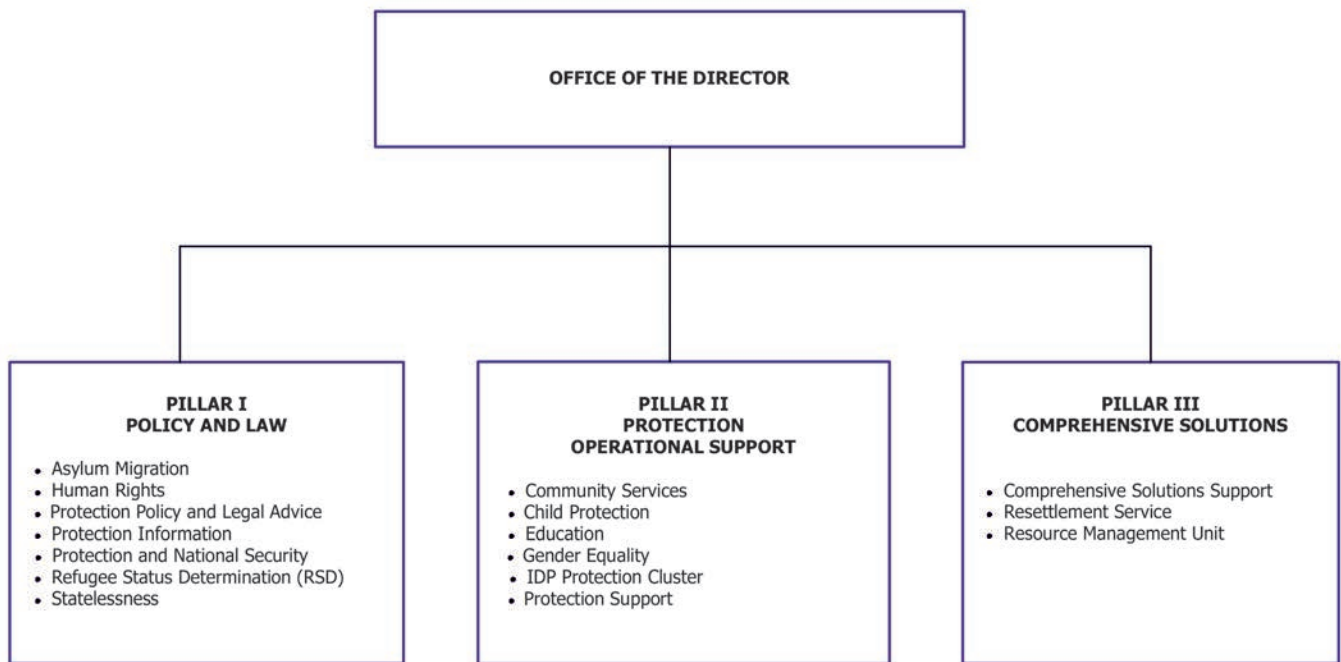 OFFICE OF THE DIRECTOR
PILLAR I
POLICY AND LAW
• Asylum Migration
• Human Rights
• Protection Policy and Legal Advice
• Protection Information
• Protection and National Security
• Refugee Status Determination (RSD)
• Statelessness
PILLAR II
PROTECTION
OPERATIONAL SUPPORT
• Community Services
• Child Protection
• Education
• Gender Equality
• IDP Protection Cluster
• Protection Support
PILLAR III
COMPREHENSIVE SOLUTIONS
• Comprehensive Solutions Support
• Resettlement Service
• Resource Management Unit